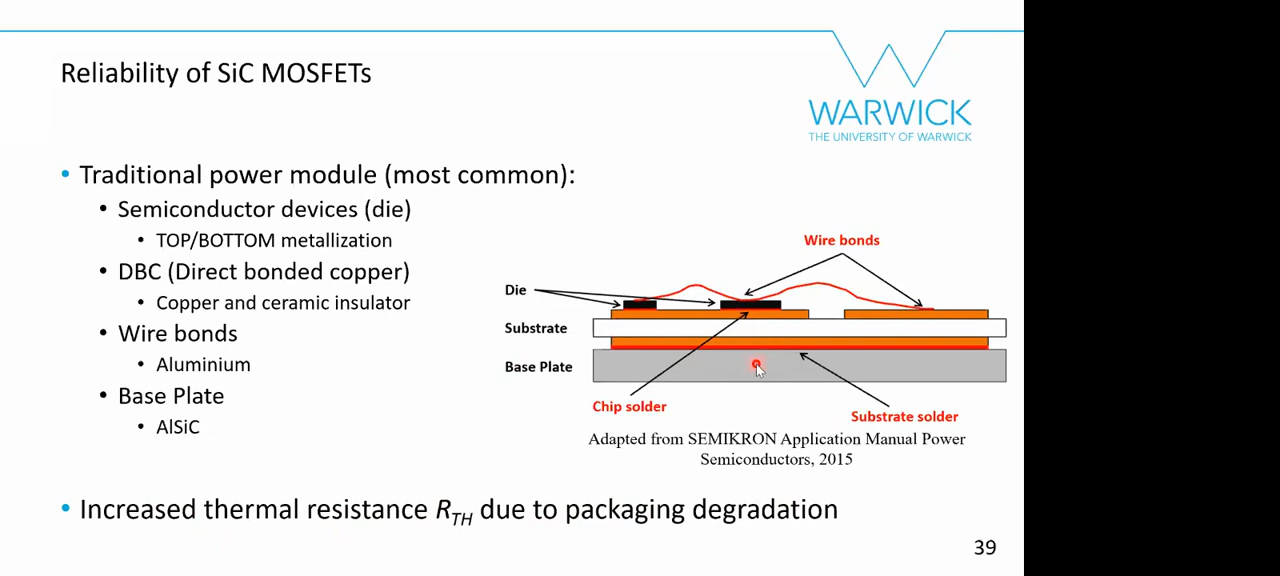 Reliability of SiC MOSFETs
WARWICK
THE UNIVERSITY OF WARWICK
• Traditional power module (most common):
• Semiconductor devices (die)
• TOP/BOTTOM metallization
• DBC (Direct bonded copper)
• Copper and ceramic insulator
• Wire bonds
• Aluminium
• Base Plate
• AlSiC
Wire bonds
Die
Substrate
Base Plate
Chip solder
Substrate solder
Adapted from SEMIKRON Application Manual Power
Semiconductors, 2015
• Increased thermal resistance RTH due to packaging degradation
39